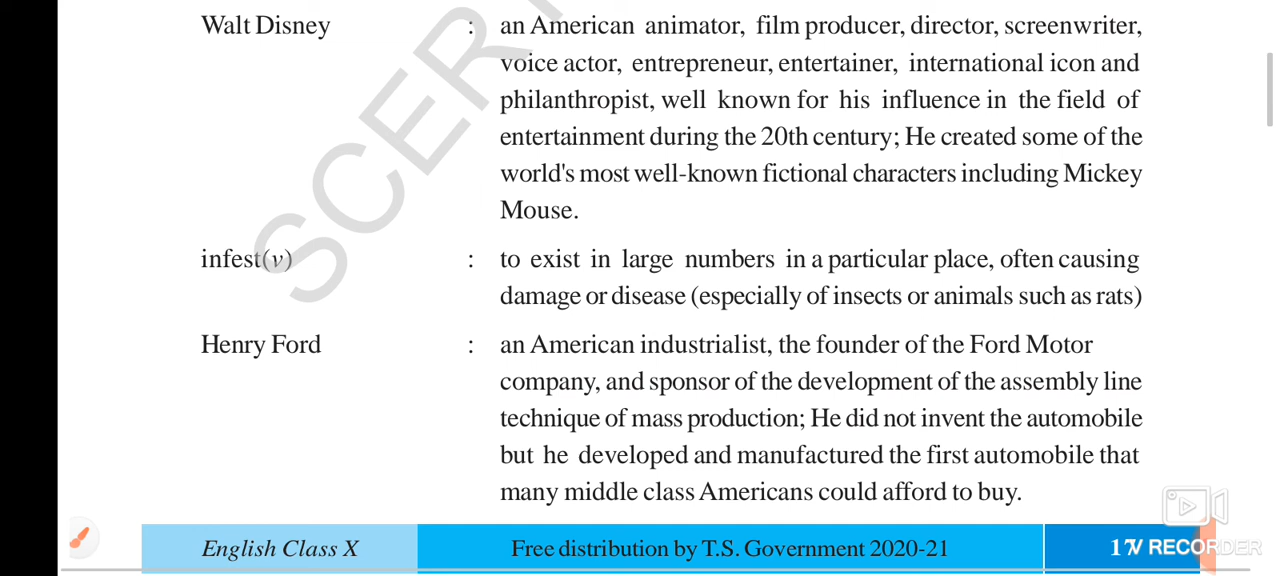 Walt Disney : an American animator, film producer, director, screenwriter,
voice actor, entrepreneur, entertainer, international icon and
philanthropist, well known for his influence in the field of
entertainment during the 20th century; He created some of the
world's most well-known fictional characters including Mickey
Mouse.
infest(v) : to exist in large numbers in a particular place, often causing
damage or disease (especially of insects or animals such as rats)
Henry Ford : an American industrialist, the founder of the Ford Motor
company, and sponsor of the development of the assembly line
technique of mass production; He did not invent the automobile
but he developed and manufactured the first automobile that
many middle class Americans could afford to buy.
English Class X Free distribution by T.S. Government 2020-21 RECORDER
SCERT